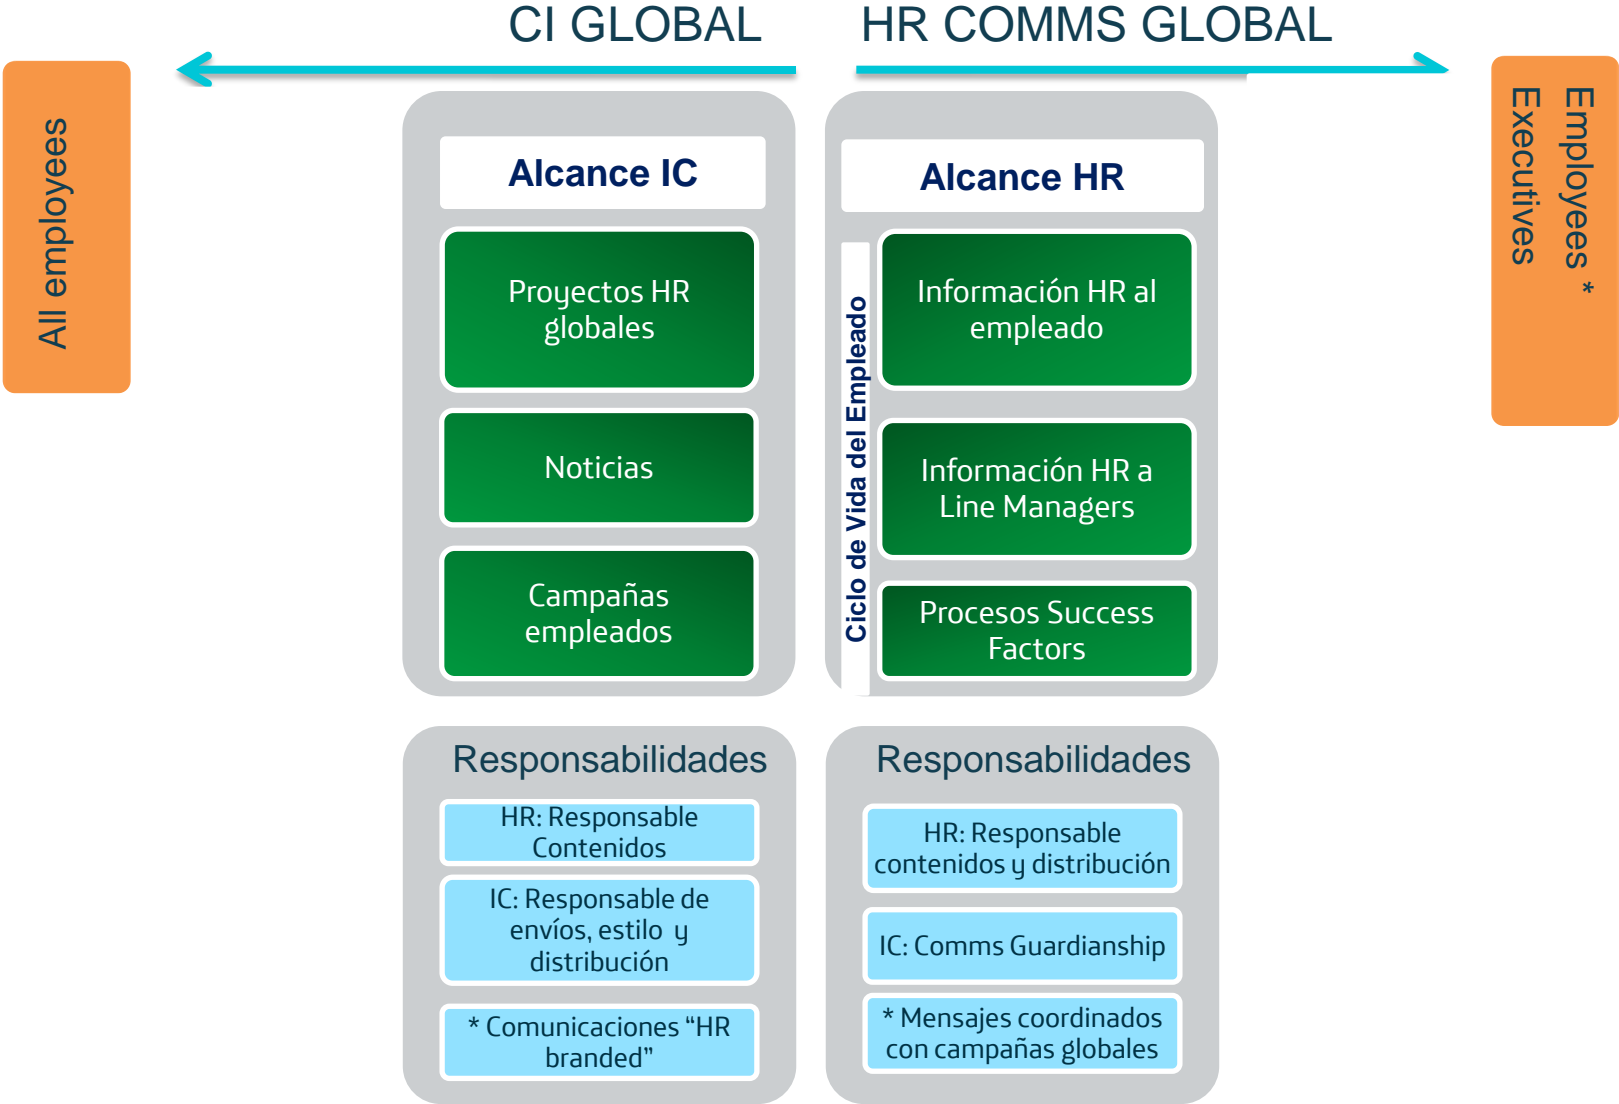 CI GLOBAL
HR COMMS GLOBAL
All employees
Employees *
Executives
Alcance IC
Proyectos HR
globales
Noticias
Campañas
empleados
Alcance HR
Ciclo de Vida del Empleado
Información HR al
empleado
Información HR a
Line Managers
Procesos Success
Factors
Responsabilidades
HR: Responsable
Contenidos
IC: Responsable de
envíos, estilo y
distribución
* Comunicaciones “HR
branded”
Responsabilidades
HR: Responsable
contenidos y distribución
IC: Comms Guardianship
* Mensajes coordinados
con campañas globales